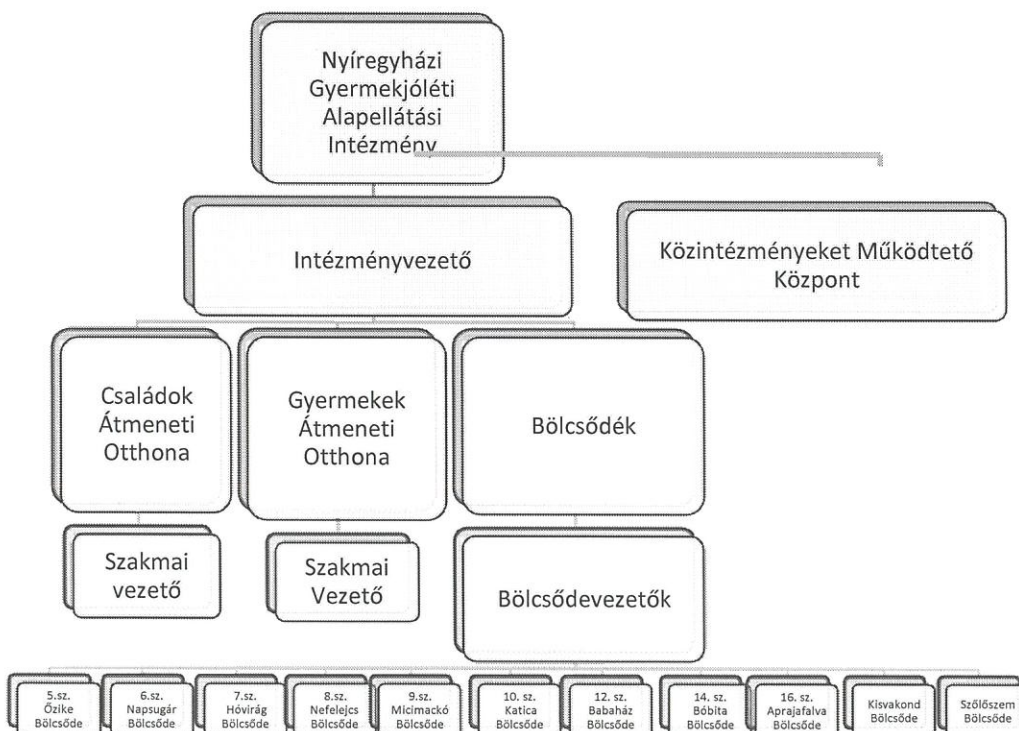 Nyíregyházi
Gyermekjóléti
Alapellátási
Intézmény
Intézményvezető
Közintézményeket Működtető
Központ
Családok
Átmeneti
Otthona
Gyermekek
Átmeneti
Otthona
Bölcsődék
Szakmai
vezető
Szakmai
Vezető
Bölcsődevezetők
5.sz.
Őzike
Bölcsőde
6.sz.
Napsugár
Bölcsőde
7.sz.
Hóvirág
Bölcsőde
8.sz.
Nefelejcs
Bölcsőde
9.sz.
Micimackó
Bölcsőde
10. sz.
Katica
Bölcsőde
12. sz.
Babaház
Bölcsőde
14. sz.
Bóbita
Bölcsőde
16. sz.
Aprajafalva
Bölcsőde
Kisvakond
Bölcsőde
Szőlőszem
Bölcsőde